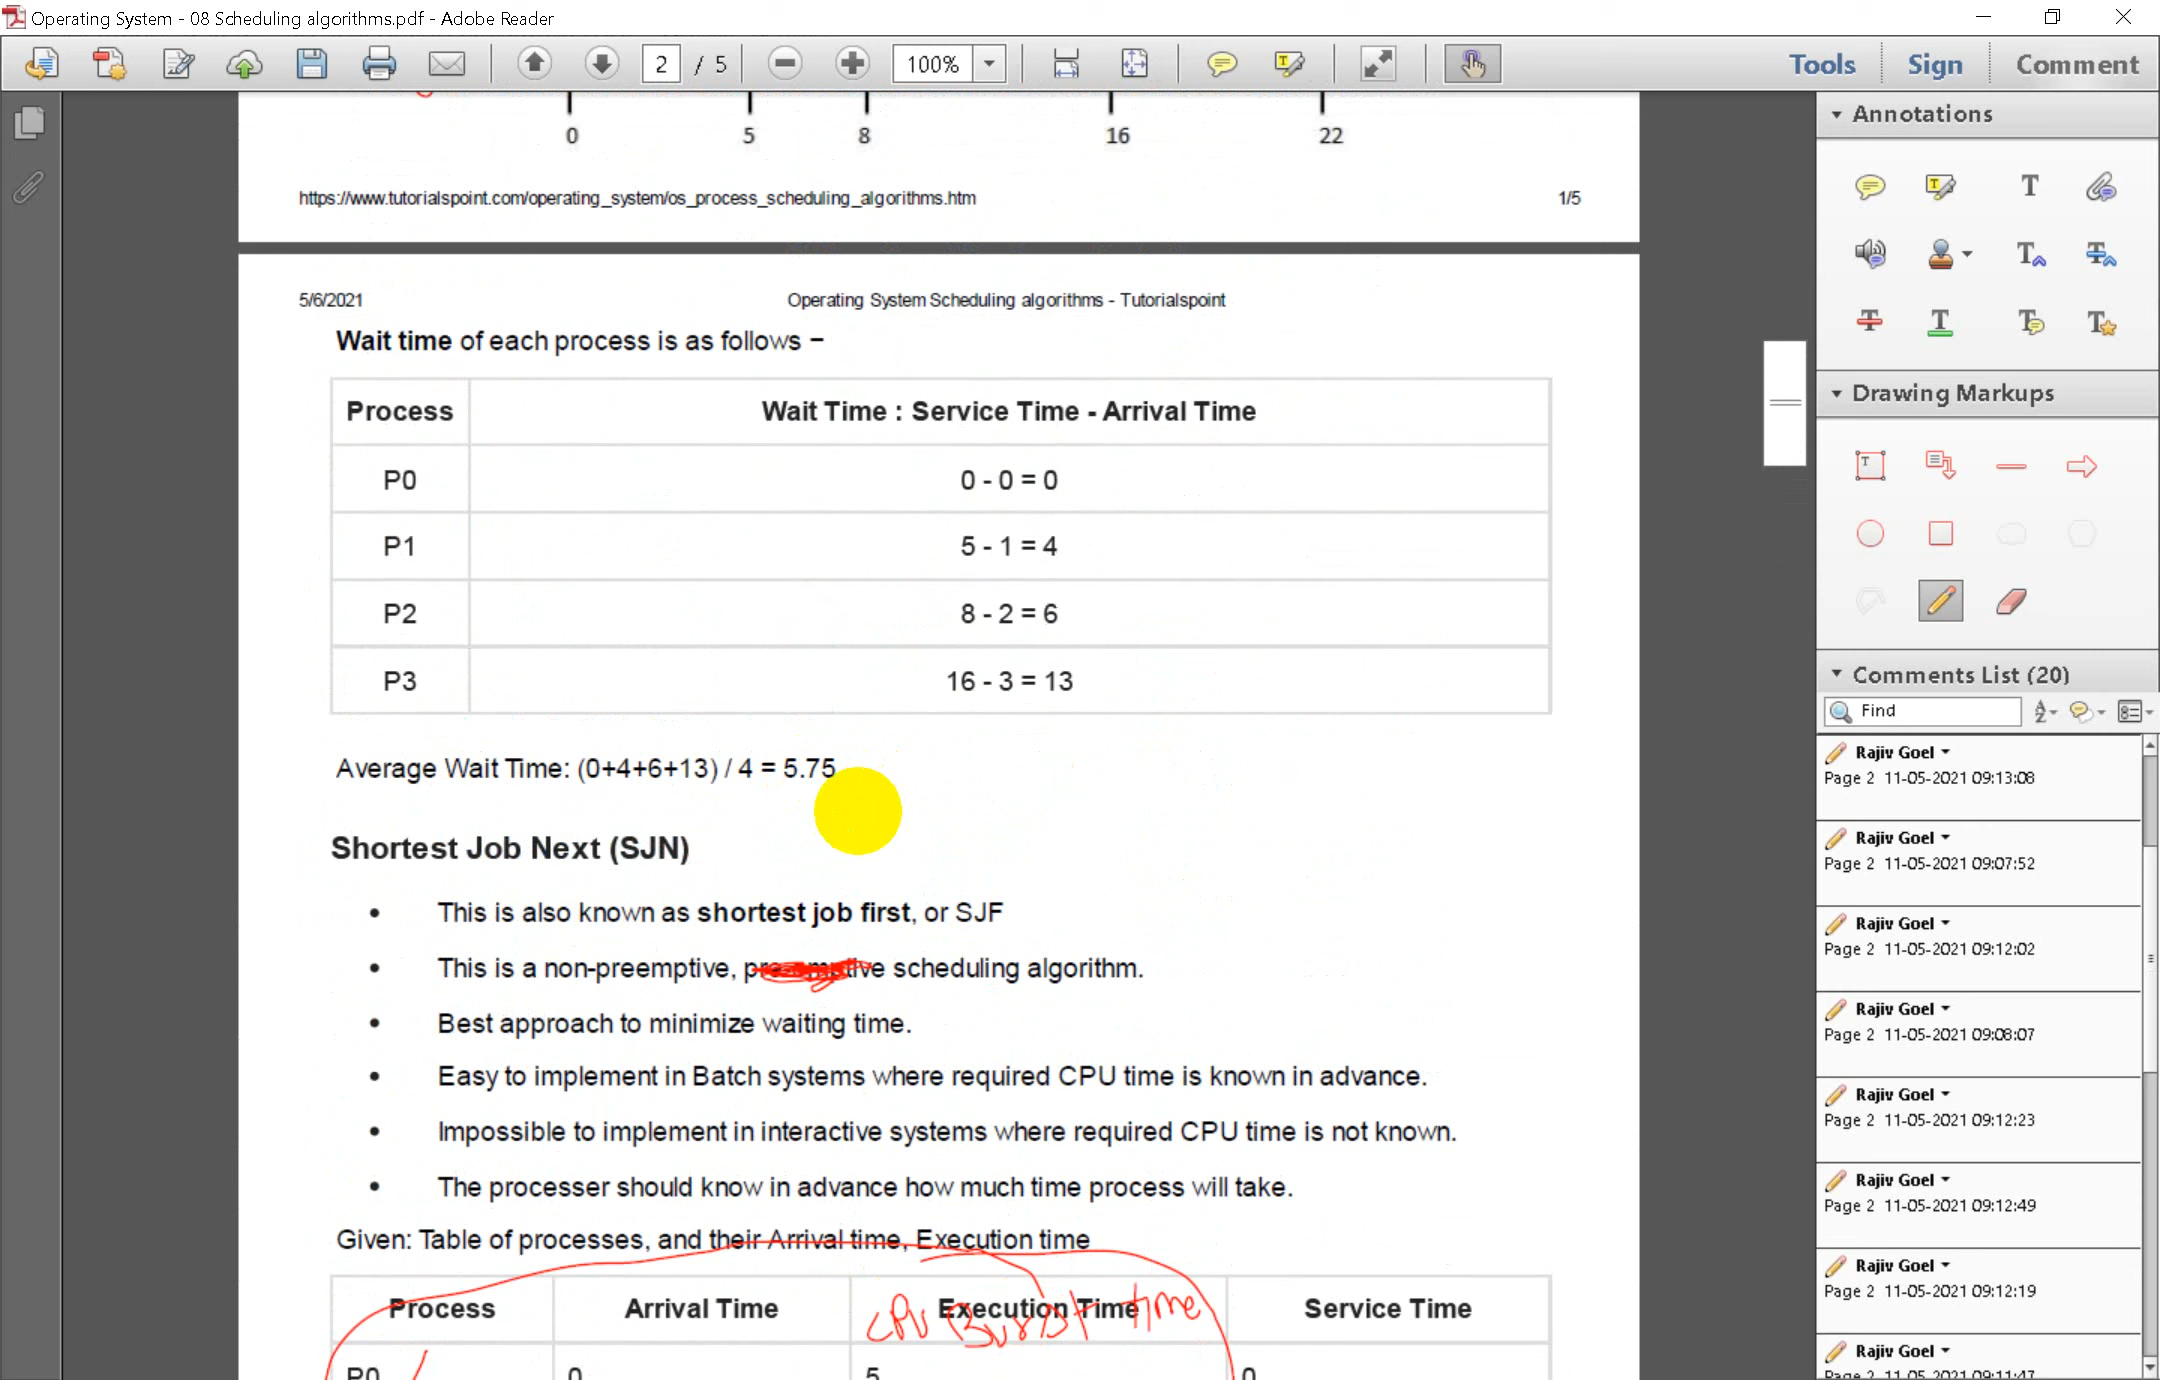 Operating System - 08 Scheduling algorithms.pdf - Adobe Reader
2 / 5 100% Tools Sign Comment
0 5 8 16 22
https://www.tutorialspoint.com/operating_system/os_process_scheduling_algorithms.htm 1/5
5/6/2021 Operating System Scheduling algorithms - Tutorialspoint
Wait time of each process is as follows −
Process Wait Time : Service Time - Arrival Time
P0 0 - 0 = 0
P1 5 - 1 = 4
P2 8 - 2 = 6
P3 16 - 3 = 13
Average Wait Time: (0+4+6+13) / 4 = 5.75
Shortest Job Next (SJN)
• This is also known as shortest job first, or SJF
• This is a non-preemptive, pre-emptive scheduling algorithm.
• Best approach to minimize waiting time.
• Easy to implement in Batch systems where required CPU time is known in advance.
• Impossible to implement in interactive systems where required CPU time is not known.
• The processer should know in advance how much time process will take.
Given: Table of processes, and their Arrival time, Execution time
Process Arrival Time Execution Time Service Time
CPU Burst time
P0 0 5 0
Annotations
Drawing Markups
Comments List (20)
Find
Rajiv Goel
Page 2 11-05-2021 09:13:08
Rajiv Goel
Page 2 11-05-2021 09:07:52
Rajiv Goel
Page 2 11-05-2021 09:12:02
Rajiv Goel
Page 2 11-05-2021 09:08:07
Rajiv Goel
Page 2 11-05-2021 09:12:23
Rajiv Goel
Page 2 11-05-2021 09:12:49
Rajiv Goel
Page 2 11-05-2021 09:12:19
Rajiv Goel
Page 2 11-05-2021 09:11:47